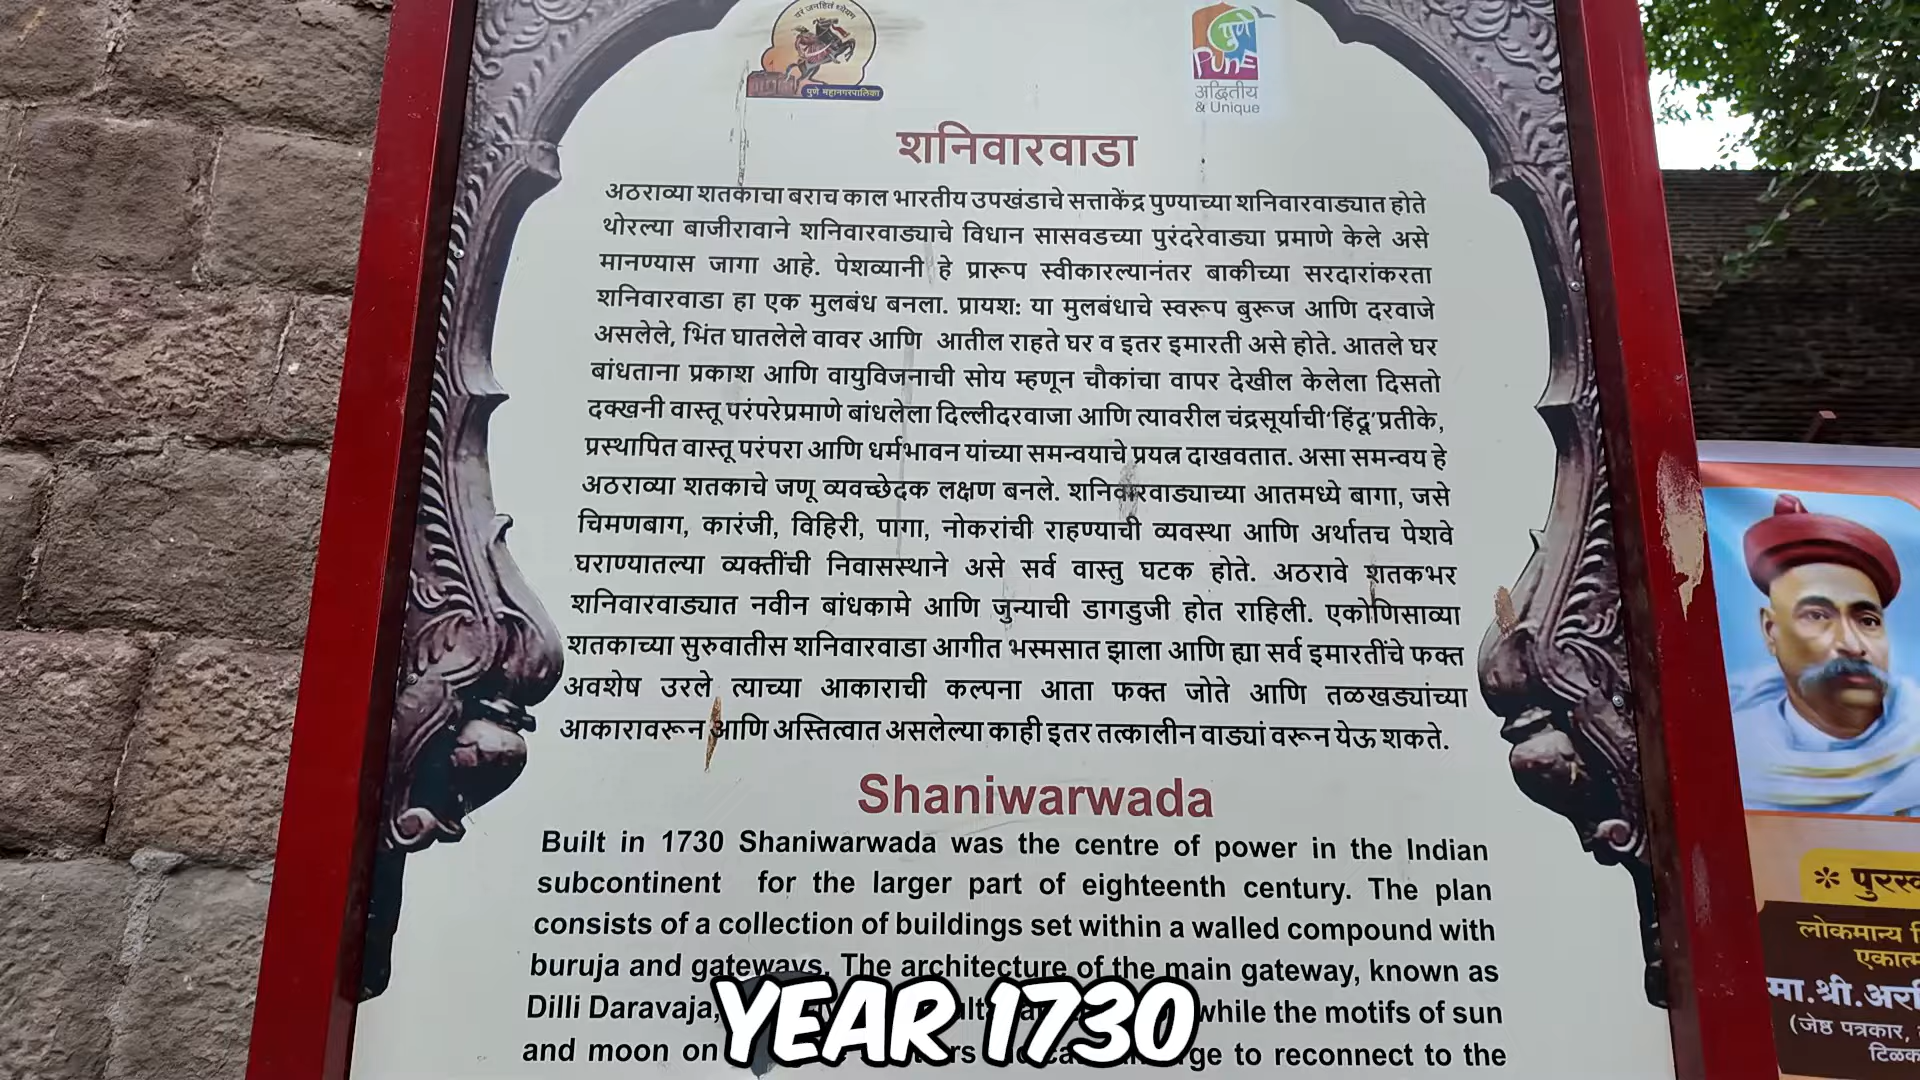 परं जनहितं ध्येयम्
पुणे महानगरपालिका
पुणे
PUNE
अद्वितीय
& Unique
शनिवारवाडा
अठराव्या शतकाचा बराच काल भारतीय उपखंडाचे सत्ताकेंद्र पुण्याच्या शनिवारवाड्यात होते
थोरल्या बाजीरावाने शनिवारवाड्याचे विधान सासवडच्या पुरंदरेवाड्या प्रमाणे केले असे
मानण्यास जागा आहे. पेशव्यानी हे प्रारूप स्वीकारल्यानंतर बाकीच्या सरदारांकरता
शनिवारवाडा हा एक मुलबंध बनला. प्रायश: या मुलबंधाचे स्वरूप बुरूज आणि दरवाजे
असलेले, भिंत घातलेले वावर आणि आतील राहते घर व इतर इमारती असे होते. आतले घर
बांधताना प्रकाश आणि वायुविजनाची सोय म्हणून चौकांचा वापर देखील केलेला दिसतो
दक्खनी वास्तू परंपरेप्रमाणे बांधलेला दिल्लीदरवाजा आणि त्यावरील चंद्रसूर्याची 'हिंदू' प्रतीके,
प्रस्थापित वास्तू परंपरा आणि धर्मभावन यांच्या समन्वयाचे प्रयत्न दाखवतात. असा समन्वय हे
अठराव्या शतकाचे जणू व्यवच्छेदक लक्षण बनले. शनिवारवाड्याच्या आतमध्ये बागा, जसे
चिमणबाग, कारंजी, विहिरी, पागा, नोकरांची राहण्याची व्यवस्था आणि अर्थातच पेशवे
घराण्यातल्या व्यक्तींची निवासस्थाने असे सर्व वास्तु घटक होते. अठरावे शतकभर
शनिवारवाड्यात नवीन बांधकामे आणि जुन्याची डागडुजी होत राहिली. एकोणिसाव्या
शतकाच्या सुरुवातीस शनिवारवाडा आगीत भस्मसात झाला आणि ह्या सर्व इमारतींचे फक्त
अवशेष उरले त्याच्या आकाराची कल्पना आता फक्त जोते आणि तळखड्यांच्या
आकारावरून आणि अस्तित्वात असलेल्या काही इतर तत्कालीन वाड्यां वरून येऊ शकते.
Shaniwarwada
Built in 1730 Shaniwarwada was the centre of power in the Indian
subcontinent for the larger part of eighteenth century. The plan
consists of a collection of buildings set within a walled compound with
buruja and gateways. The architecture of the main gateway, known as
Dilli Daravaja, while the motifs of sun
and moon on to reconnect to the
YEAR 1730
लोकमान्य
मा.श्री.
(जेष्ठ पत्रकार,